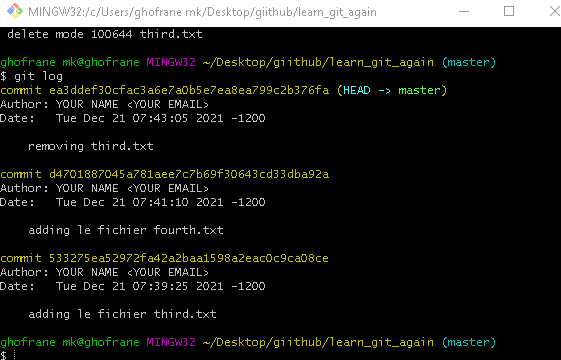 MINGW32:/c/Users/ghofrane mk/Desktop/giithub/learn_git_again
delete mode 100644 third.txt
ghofrane mk@ghofrane MINGW32 ~/Desktop/giithub/learn_git_again (master)
$ git log
commit ea3ddef30cfac3a6e7a0b5e7ea8ea799c2b376fa (HEAD -> master)
Author: YOUR NAME <YOUR EMAIL>
Date:   Tue Dec 21 07:43:05 2021 -1200
removing third.txt
commit d4701887045a781aee7c7b69f30643cd33dba92a
Author: YOUR NAME <YOUR EMAIL>
Date:   Tue Dec 21 07:41:10 2021 -1200
adding le fichier fourth.txt
commit 533275ea52972fa42a2baa1598a2eac0c9ca08ce
Author: YOUR NAME <YOUR EMAIL>
Date:   Tue Dec 21 07:39:25 2021 -1200
adding le fichier third.txt
ghofrane mk@ghofrane MINGW32 ~/Desktop/giithub/learn_git_again (master)
$